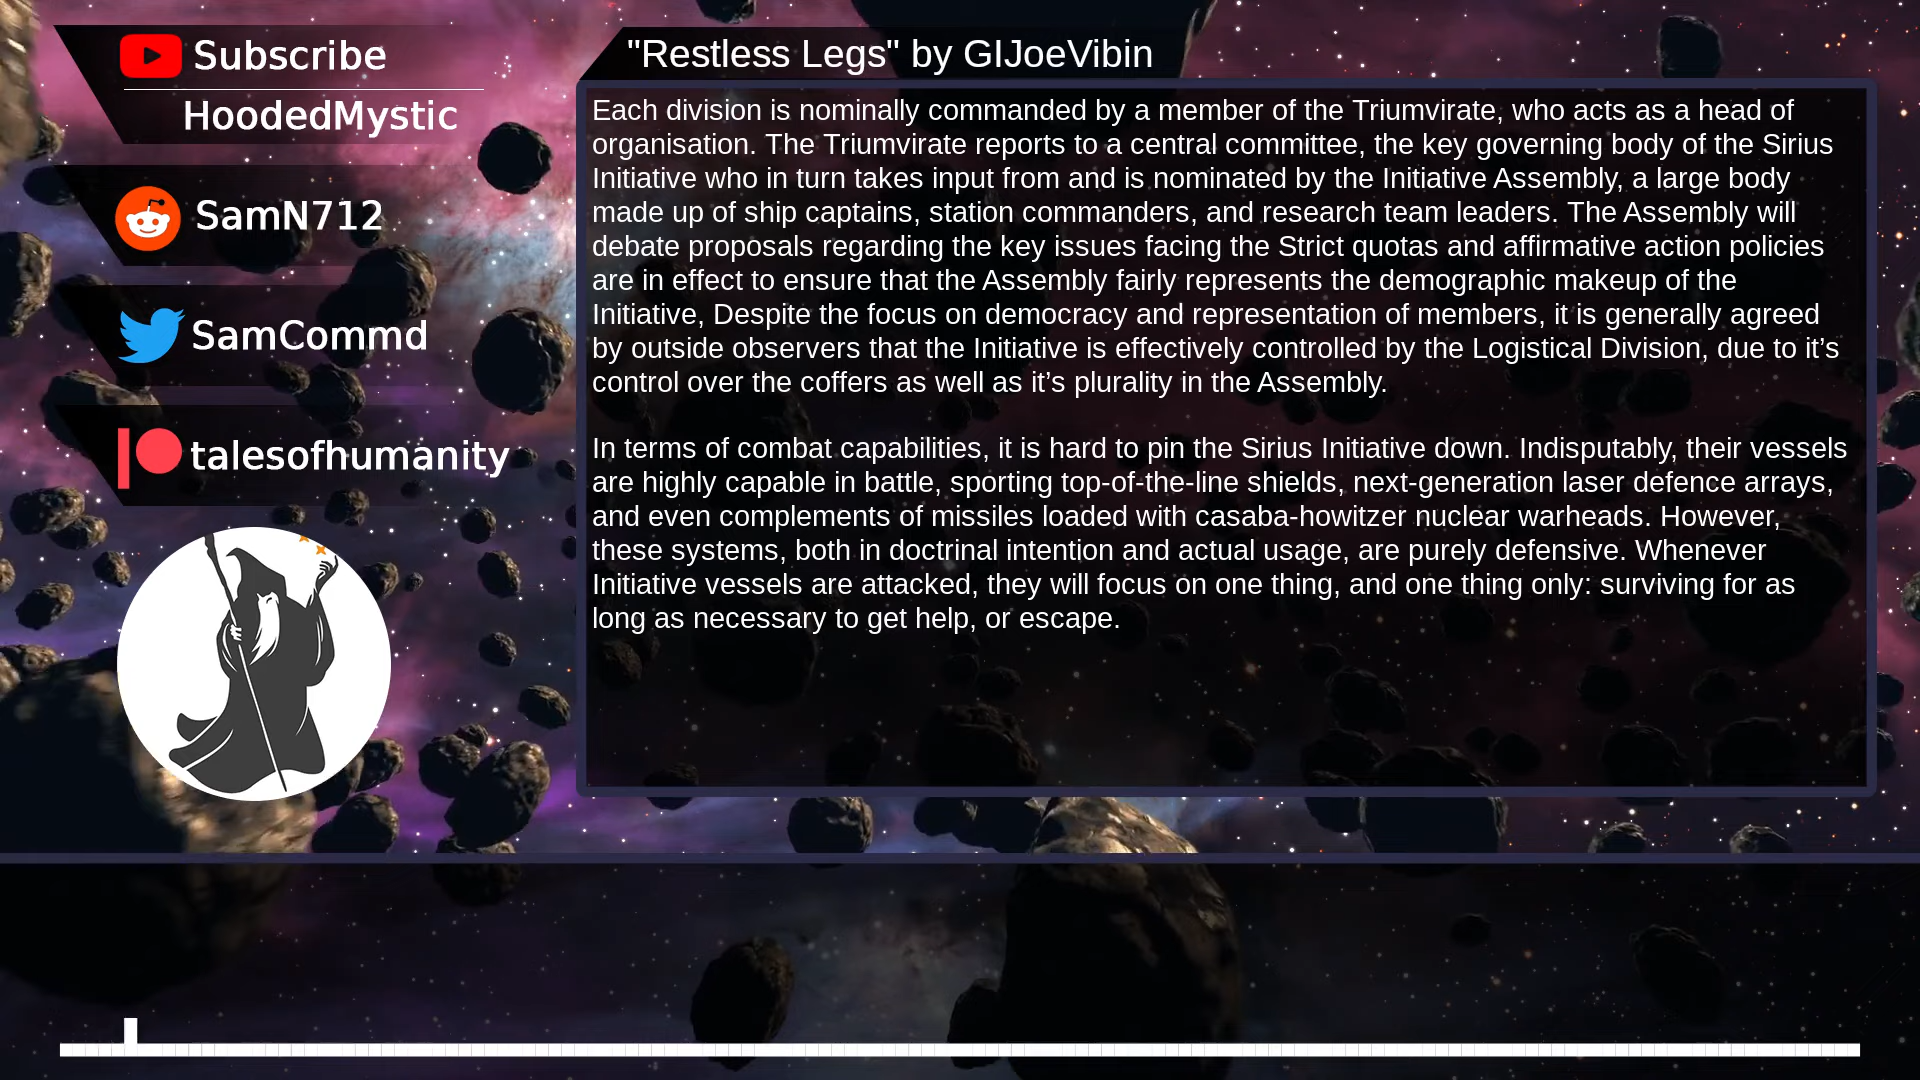 Subscribe
HoodedMystic
SamN712
SamCommd
talesofhumanity
"Restless Legs" by GIJoeVibin
Each division is nominally commanded by a member of the Triumvirate, who acts as a head of
organisation. The Triumvirate reports to a central committee, the key governing body of the Sirius
Initiative who in turn takes input from and is nominated by the Initiative Assembly, a large body
made up of ship captains, station commanders, and research team leaders. The Assembly will
debate proposals regarding the key issues facing the Strict quotas and affirmative action policies
are in effect to ensure that the Assembly fairly represents the demographic makeup of the
Initiative, Despite the focus on democracy and representation of members, it is generally agreed
by outside observers that the Initiative is effectively controlled by the Logistical Division, due to it’s
control over the coffers as well as it’s plurality in the Assembly.
In terms of combat capabilities, it is hard to pin the Sirius Initiative down. Indisputably, their vessels
are highly capable in battle, sporting top-of-the-line shields, next-generation laser defence arrays,
and even complements of missiles loaded with casaba-howitzer nuclear warheads. However,
these systems, both in doctrinal intention and actual usage, are purely defensive. Whenever
Initiative vessels are attacked, they will focus on one thing, and one thing only: surviving for as
long as necessary to get help, or escape.